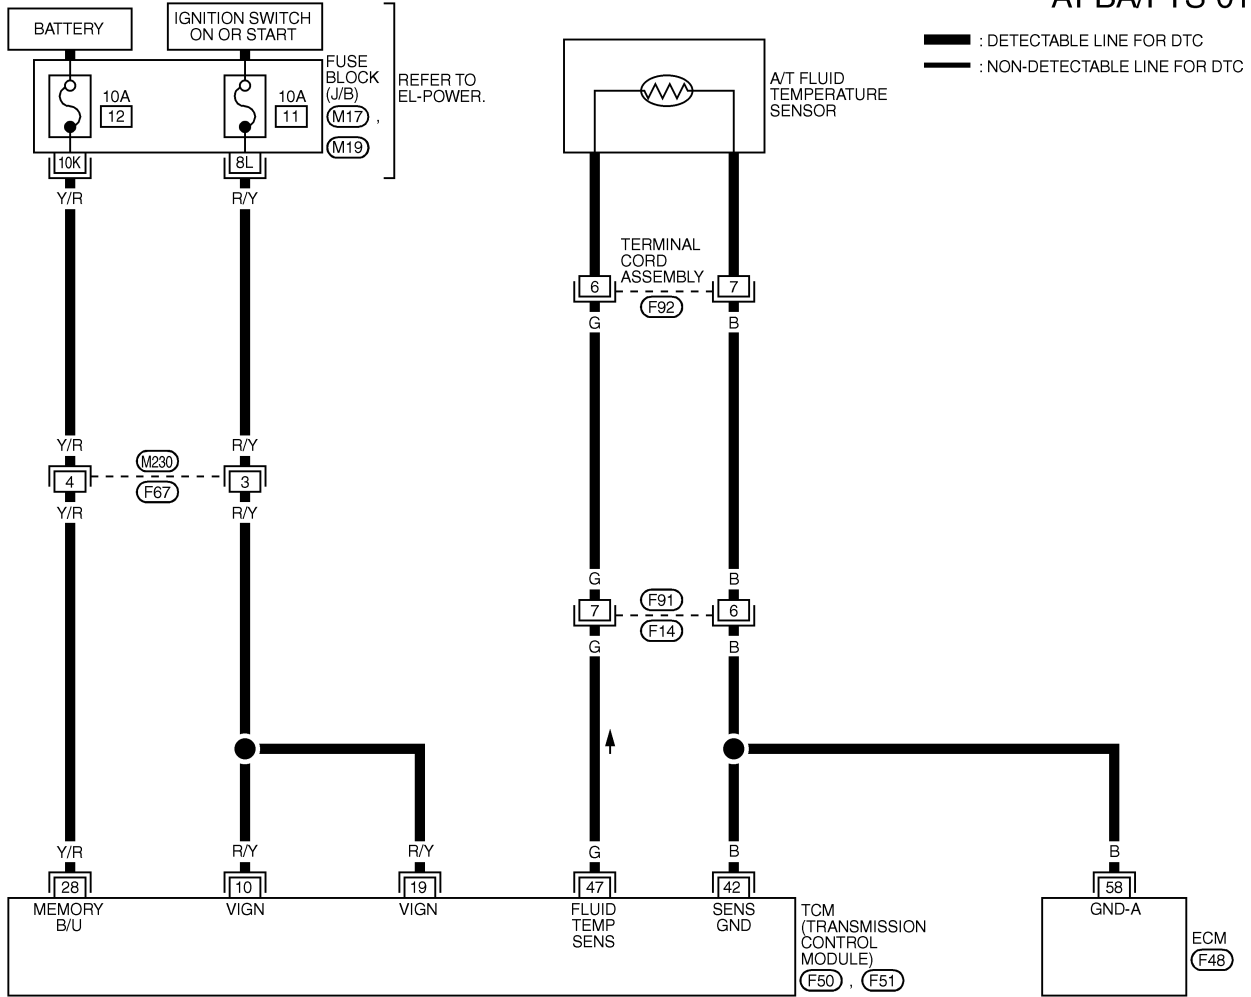 BATTERY
IGNITION SWITCH
ON OR START
: DETECTABLE LINE FOR DTC
: NON-DETECTABLE LINE FOR DTC
FUSE
BLOCK
(J/B)
M17 ,
M19
REFER TO
EL-POWER.
10A
12
10A
11
10K
8L
Y/R
R/Y
A/T FLUID
TEMPERATURE
SENSOR
TERMINAL
CORD
ASSEMBLY
6
7
F92
G
B
Y/R
R/Y
M230
4
3
F67
Y/R
R/Y
G
B
F91
7
6
F14
G
B
Y/R
R/Y
R/Y
G
B
B
28
10
19
47
42
58
MEMORY
B/U
VIGN
VIGN
FLUID
TEMP
SENS
SENS
GND
GND-A
TCM
(TRANSMISSION
CONTROL
MODULE)
F50 , F51
ECM
F48